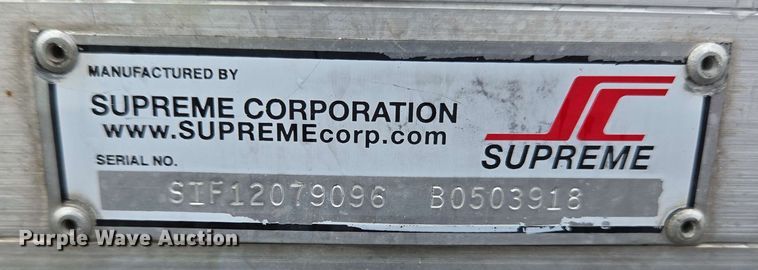 MANUFACTURED BY
SUPREME CORPORATION
www.SUPREMEcorp.com
SC
SUPREME
SERIAL NO.
SIF12079096 B0503918
Purple Wave Auction